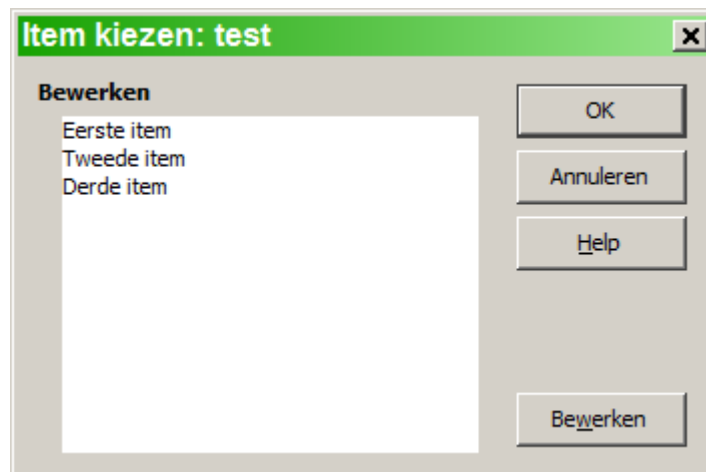 Item kiezen: test
Bewerken
Eerste item
Tweede item
Derde item
OK
Annuleren
Help
Bewerken